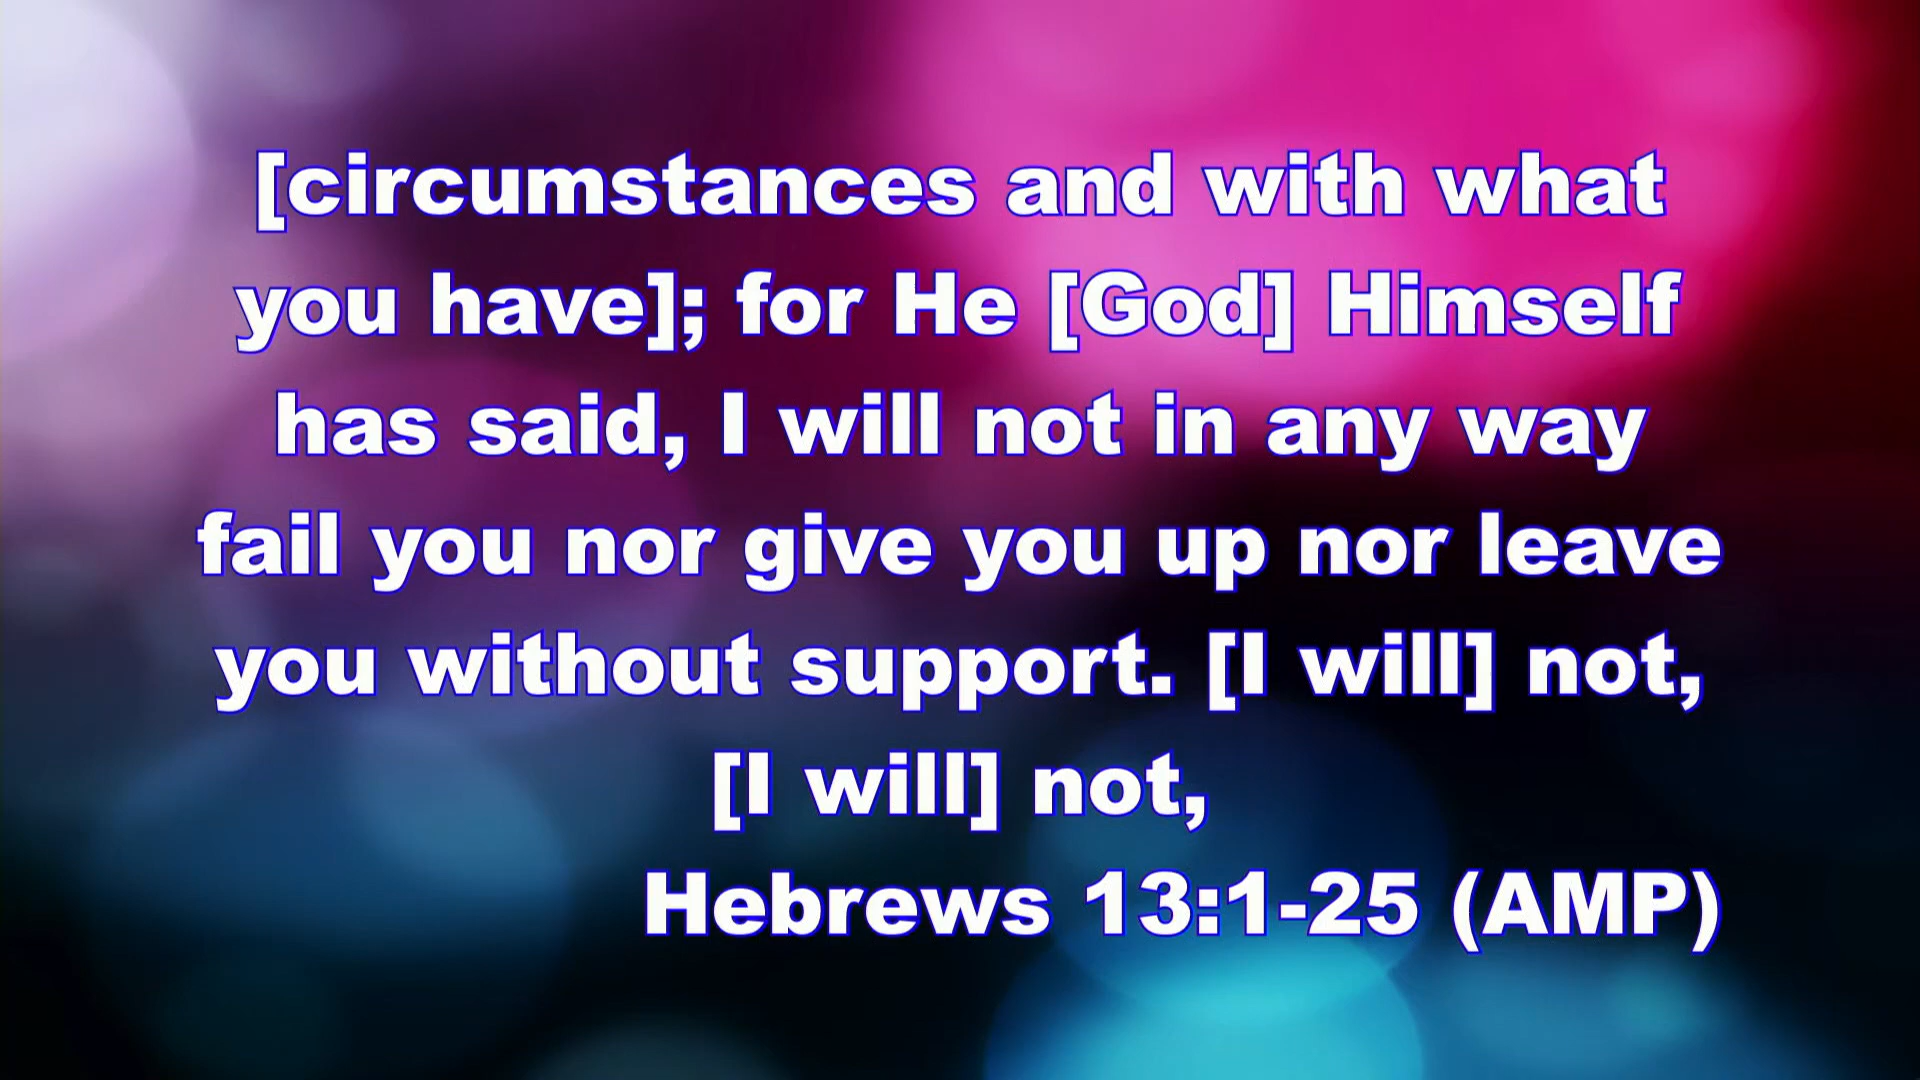 [circumstances and with what
you have]; for He [God] Himself
has said, I will not in any way
fail you nor give you up nor leave
you without support. [I will] not,
[I will] not,
Hebrews 13:1-25 (AMP)